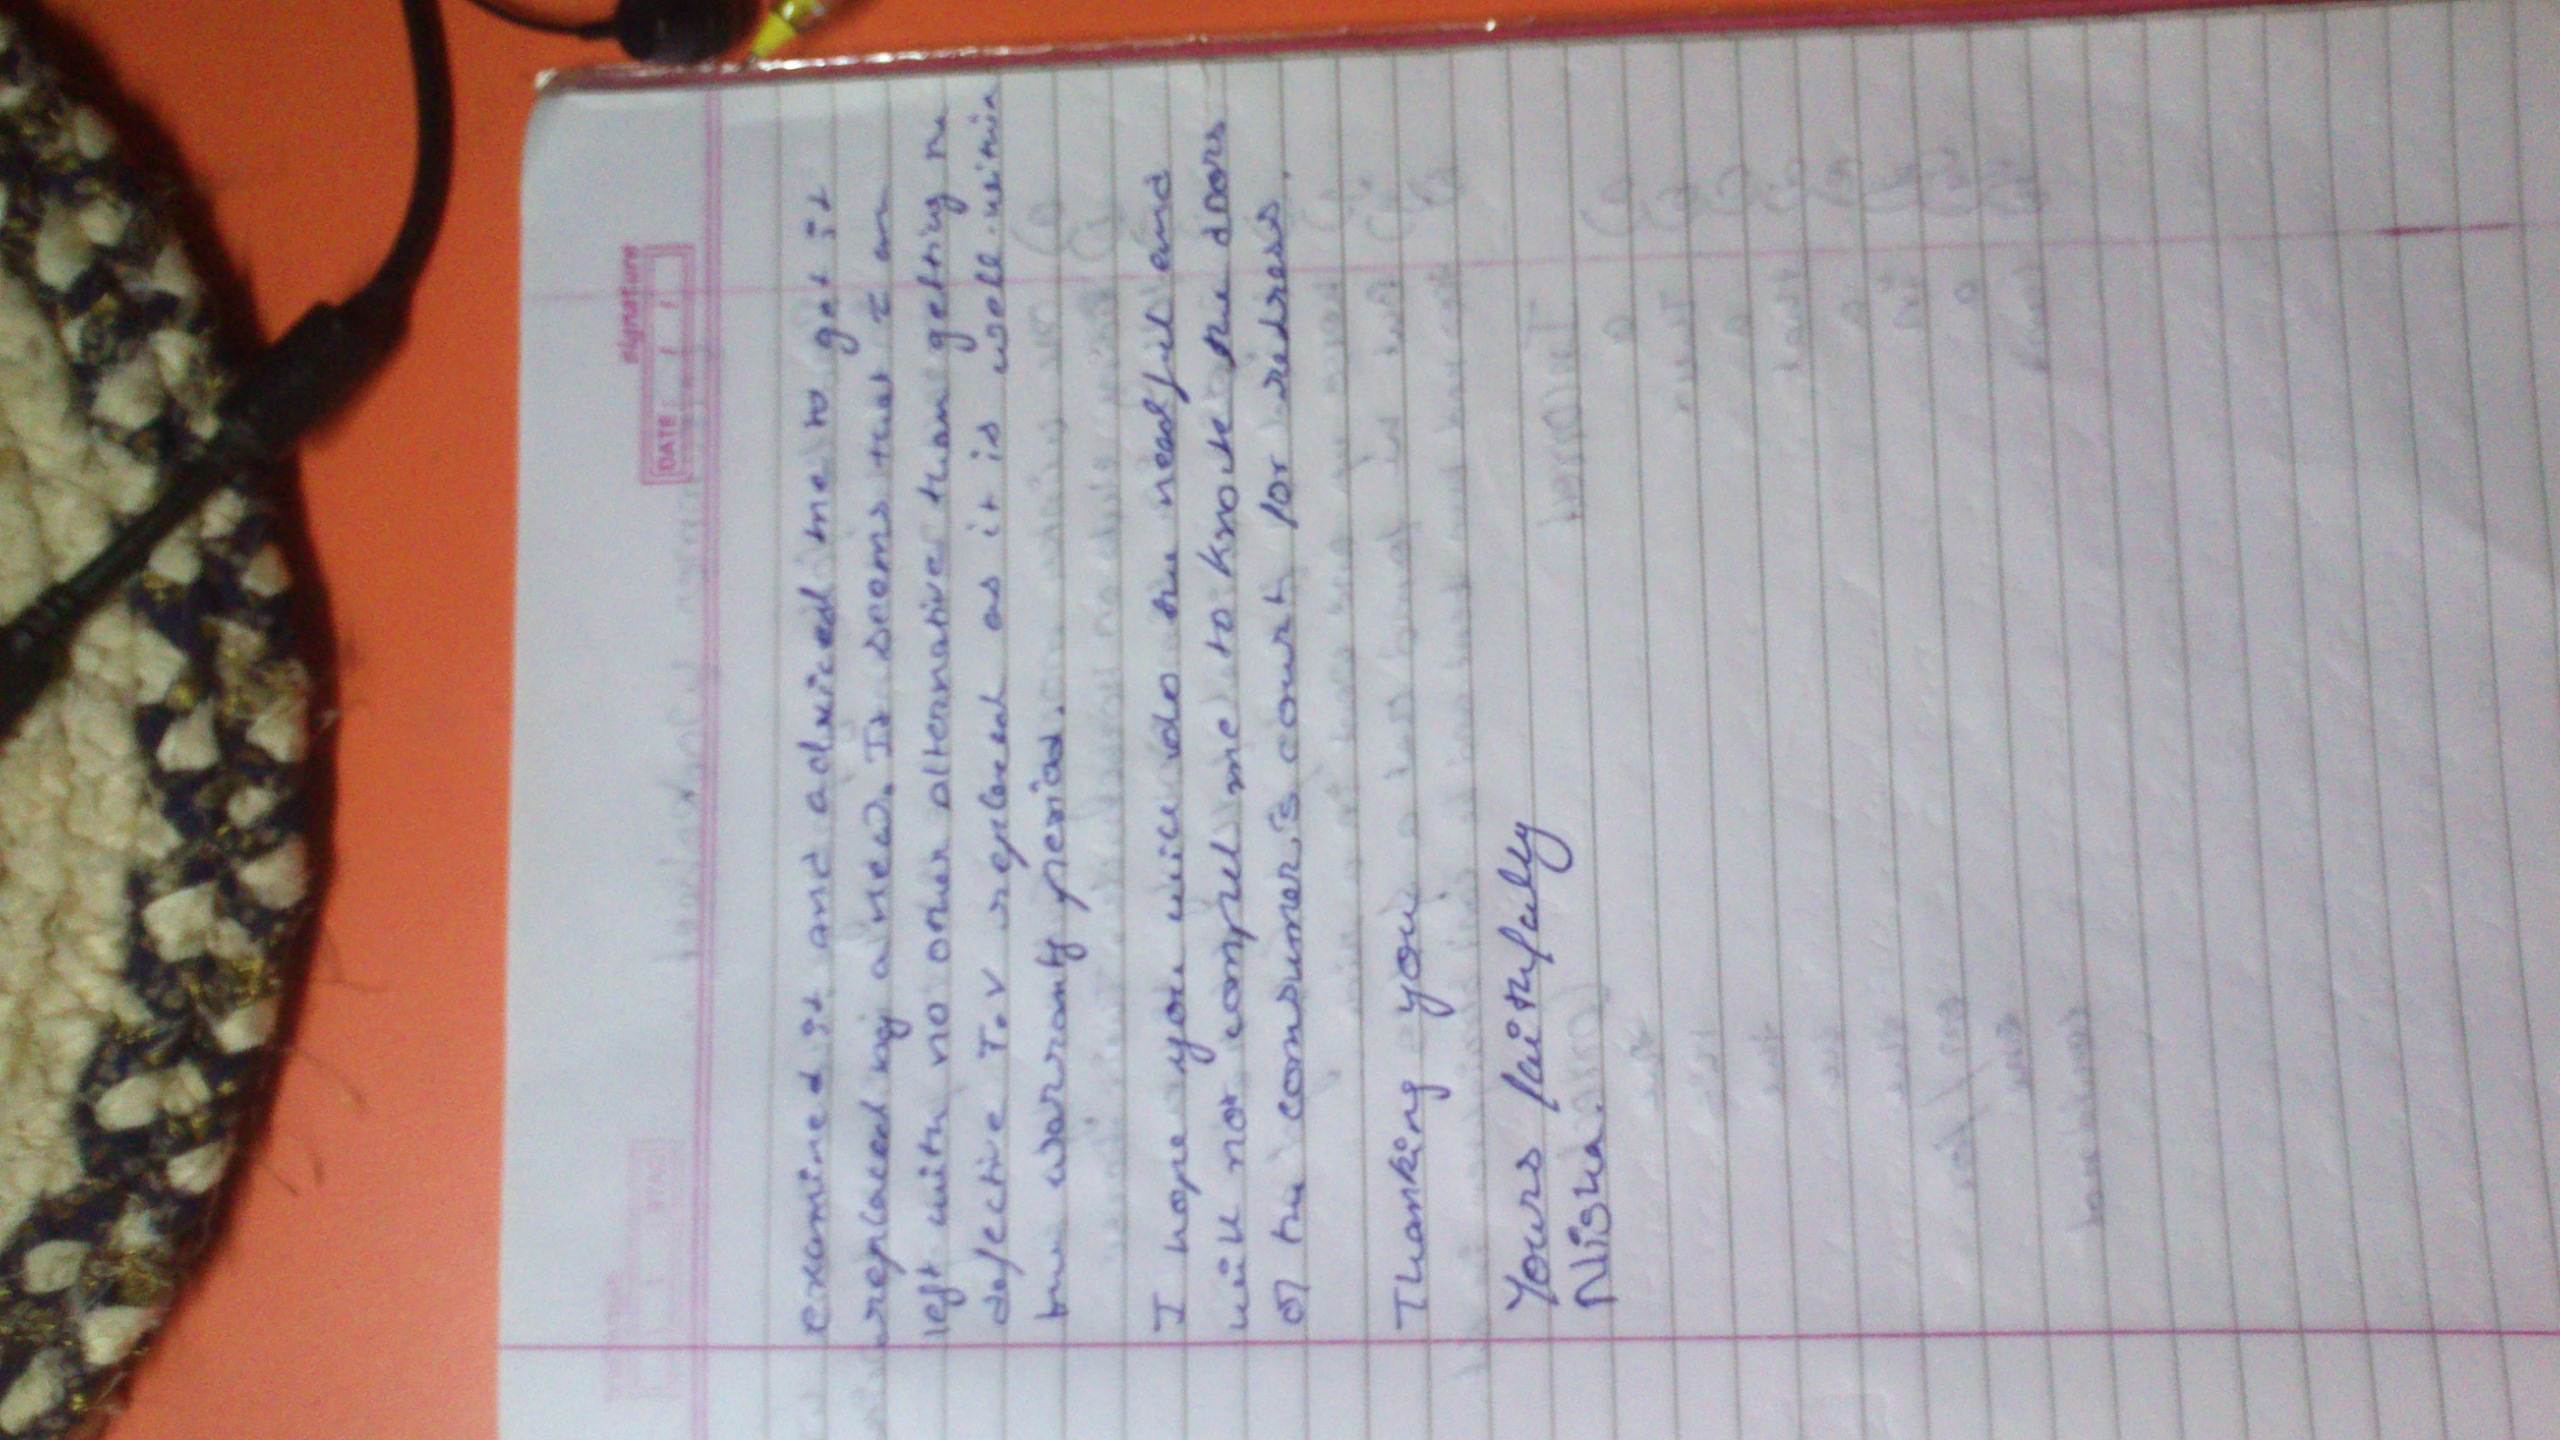 signature
DATE / /
examined it and adviced me to get it
replaced by a new. It seems that I am
left with no other alternative than getting the
defective T.V replaced as it is well within
the warranty period.
I hope you will do the needful and
will not compel me to knock the doors
of the comsumer's court for redress.
Thanking you
Yours faithfully
Nisha.